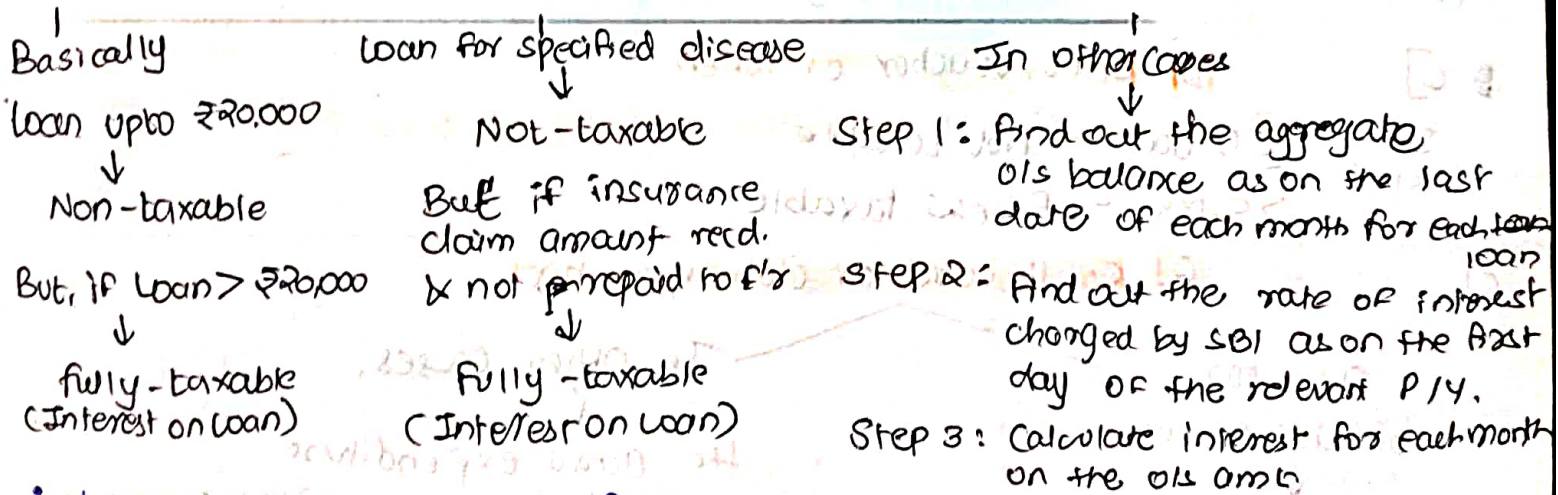 Basically
loan upto ₹20,000
↓
Non-taxable
But, if Loan > ₹20,000
↓
fully-taxable
(Interest on loan)
loan for specified disease
↓
Not-taxable
But if insurance
claim amount recd.
& not repaid to f'r
↓
Fully-taxable
(Interest on loan)
In other cases
↓
Step 1: find out the aggregate
o/s balance as on the last
date of each month for each
loan
Step 2: find out the rate of interest
charged by SBI as on the first
day of the relevant P/Y.
Step 3: Calculate interest for each month
on the o/s amt.